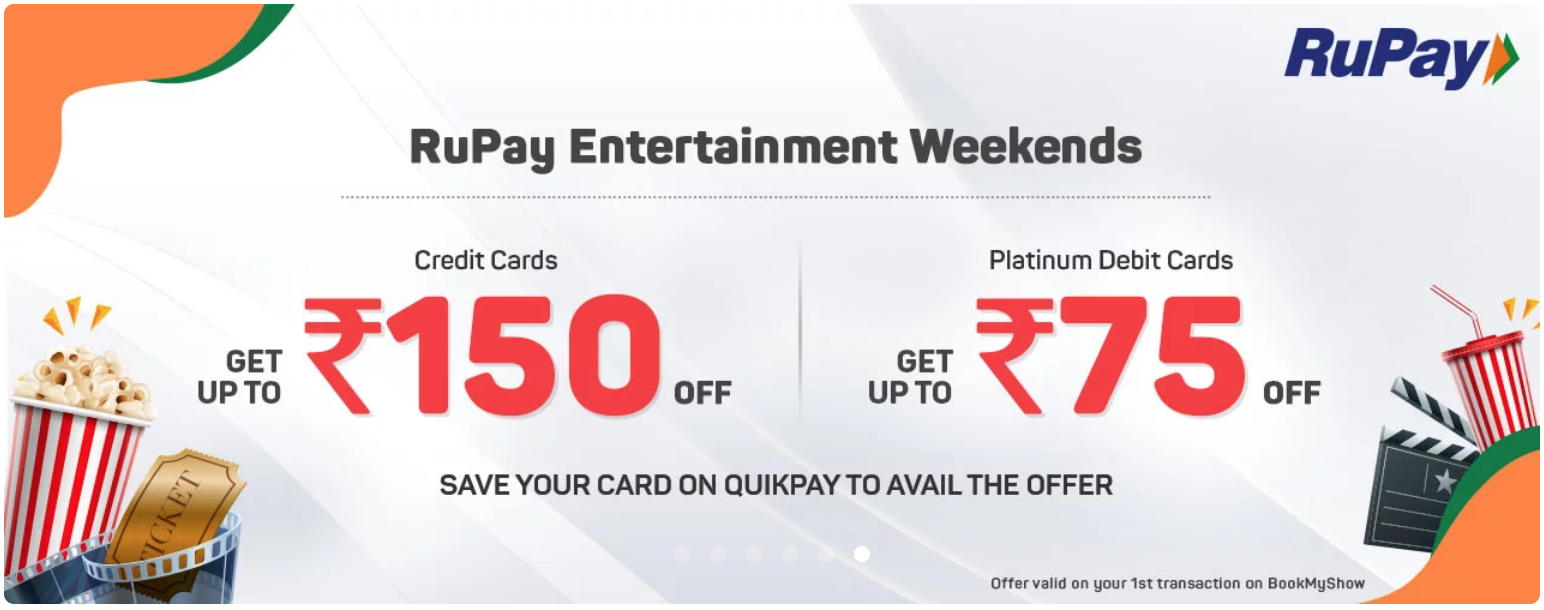 RuPay
RuPay Entertainment Weekends
Credit Cards
GET
UP TO
₹150
OFF
Platinum Debit Cards
GET
UP TO
₹75
OFF
SAVE YOUR CARD ON QUIKPAY TO AVAIL THE OFFER
TICKET
Offer valid on your 1st transaction on BookMyShow